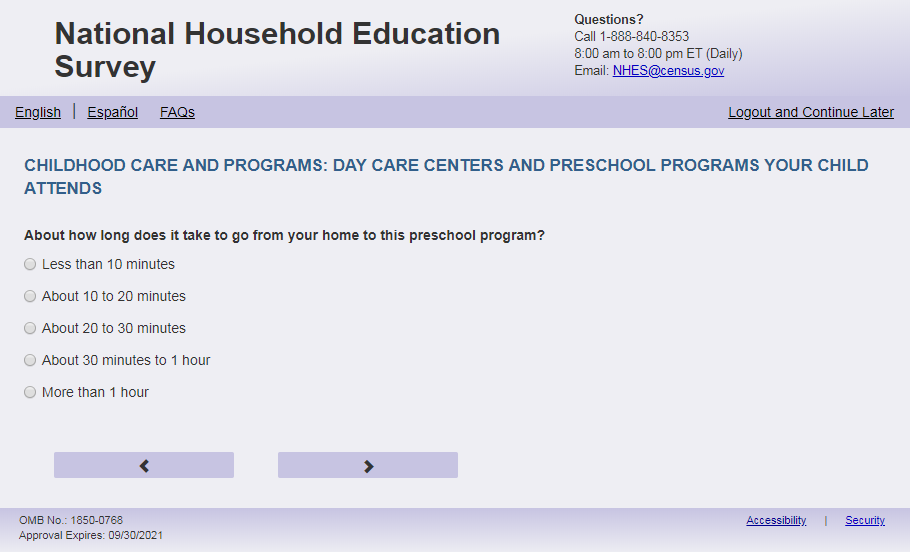 National Household Education
Survey
Questions?
Call 1-888-840-8353
8:00 am to 8:00 pm ET (Daily)
Email: NHES@census.gov
English | Español FAQs Logout and Continue Later
CHILDHOOD CARE AND PROGRAMS: DAY CARE CENTERS AND PRESCHOOL PROGRAMS YOUR CHILD
ATTENDS
About how long does it take to go from your home to this preschool program?
Less than 10 minutes
About 10 to 20 minutes
About 20 to 30 minutes
About 30 minutes to 1 hour
More than 1 hour
OMB No.: 1850-0768
Approval Expires: 09/30/2021
Accessibility | Security